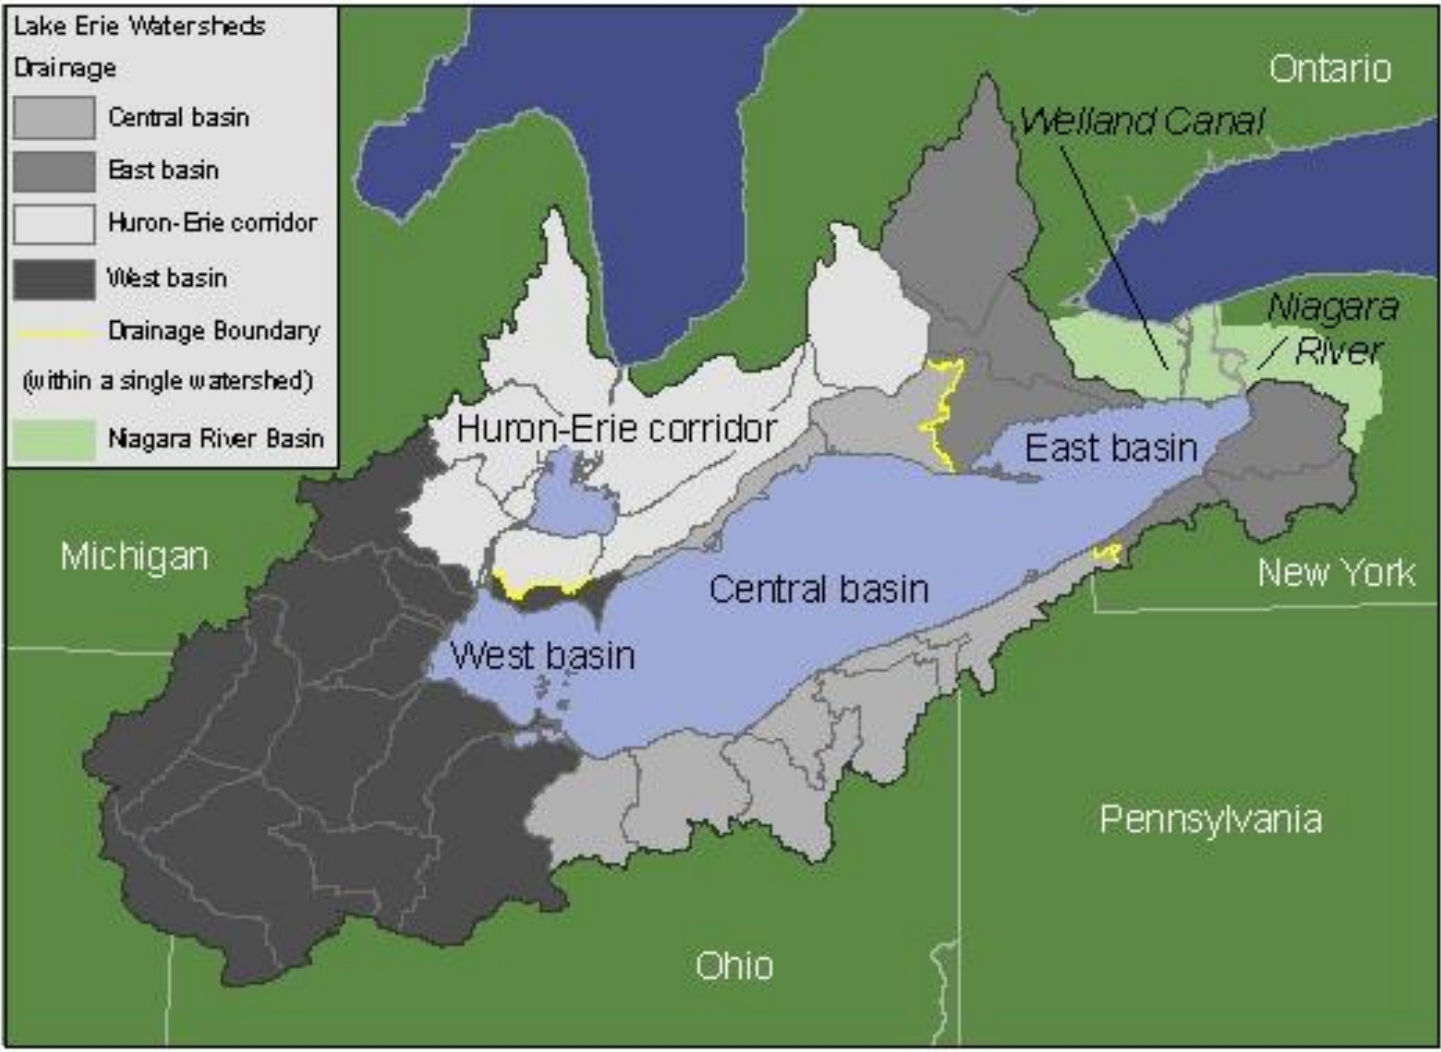 Lake Erie Watersheds
Drainage
Central basin
East basin
Huron-Erie corridor
West basin
Drainage Boundary
(within a single watershed)
Niagara River Basin
Ontario
Welland Canal
Niagara
River
Huron-Erie corridor
East basin
Michigan
Central basin
New York
West basin
Pennsylvania
Ohio